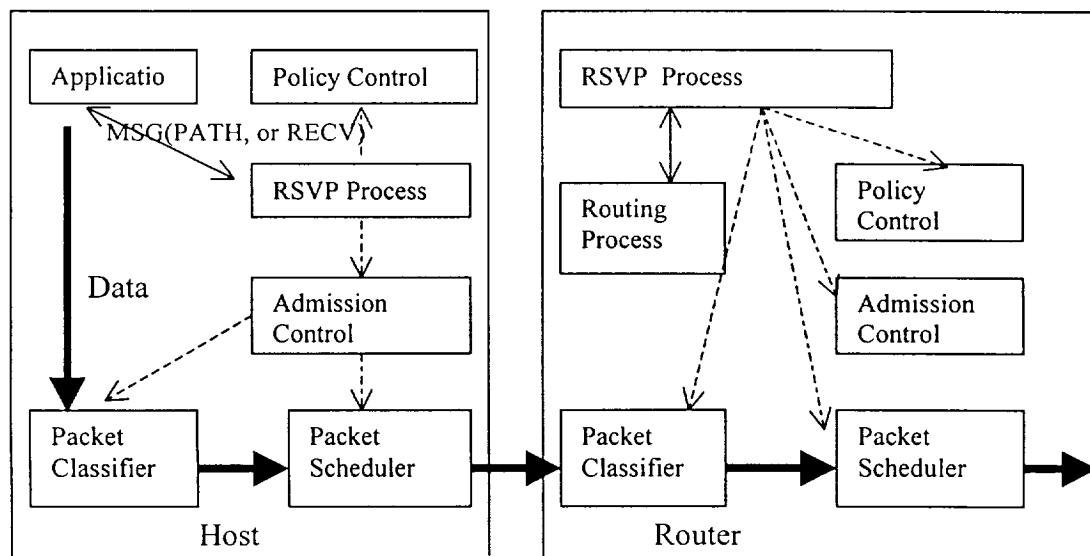 Applicatio
Policy Control
MSG(PATH, or RECV)
RSVP Process
Data
Admission
Control
Packet
Classifier
Packet
Scheduler
Host
RSVP Process
Routing
Process
Policy
Control
Admission
Control
Packet
Classifier
Packet
Scheduler
Router